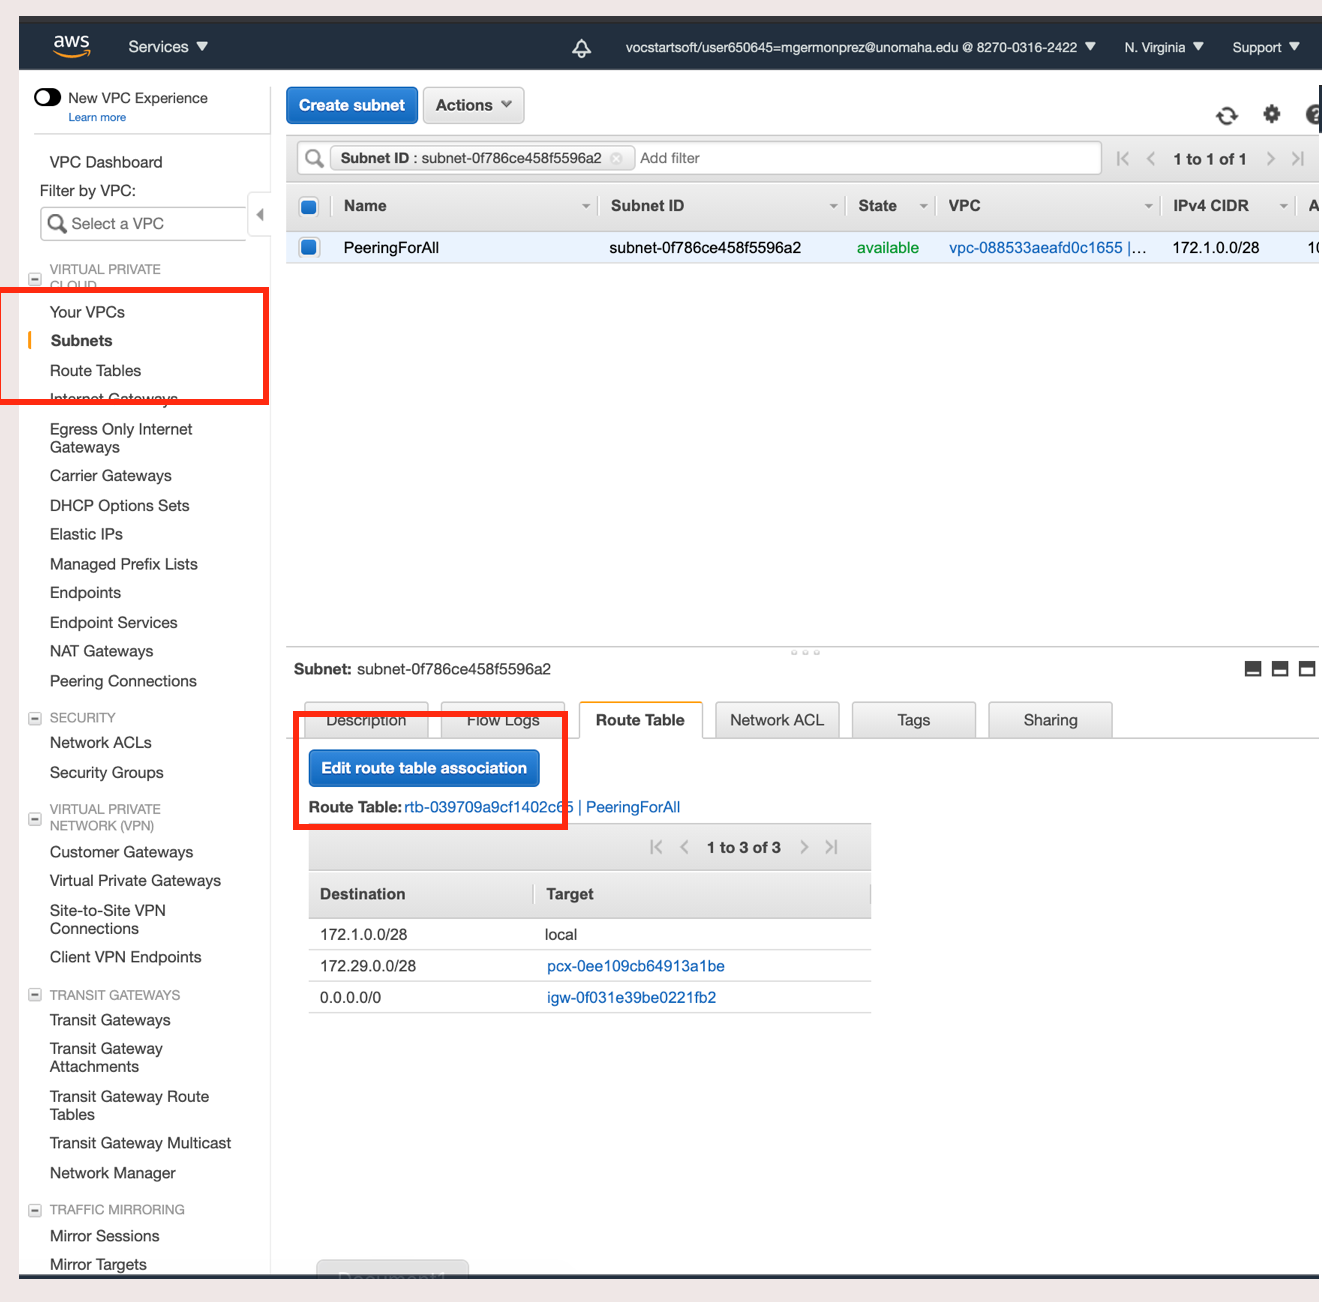 aws Services vocstartsoft/user650645=mgermonprez@unomaha.edu @ 8270-0316-2422 N. Virginia Support
New VPC Experience
Learn more
VPC Dashboard
Filter by VPC:
Select a VPC
VIRTUAL PRIVATE
CLOUD
Your VPCs
Subnets
Route Tables
Internet Gateways
Egress Only Internet
Gateways
Carrier Gateways
DHCP Options Sets
Elastic IPs
Managed Prefix Lists
Endpoints
Endpoint Services
NAT Gateways
Peering Connections
SECURITY
Network ACLs
Security Groups
VIRTUAL PRIVATE
NETWORK (VPN)
Customer Gateways
Virtual Private Gateways
Site-to-Site VPN
Connections
Client VPN Endpoints
TRANSIT GATEWAYS
Transit Gateways
Transit Gateway
Attachments
Transit Gateway Route
Tables
Transit Gateway Multicast
Network Manager
TRAFFIC MIRRORING
Mirror Sessions
Mirror Targets
Create subnet Actions
Subnet ID : subnet-0f786ce458f5596a2 Add filter 1 to 1 of 1
Name Subnet ID State VPC IPv4 CIDR A
PeeringForAll subnet-0f786ce458f5596a2 available vpc-088533aeafd0c1655 |... 172.1.0.0/28 10
Subnet: subnet-0f786ce458f5596a2
Description Flow Logs Route Table Network ACL Tags Sharing
Edit route table association
Route Table: rtb-039709a9cf1402c65 | PeeringForAll
1 to 3 of 3
Destination Target
172.1.0.0/28 local
172.29.0.0/28 pcx-0ee109cb64913a1be
0.0.0.0/0 igw-0f031e39be0221fb2